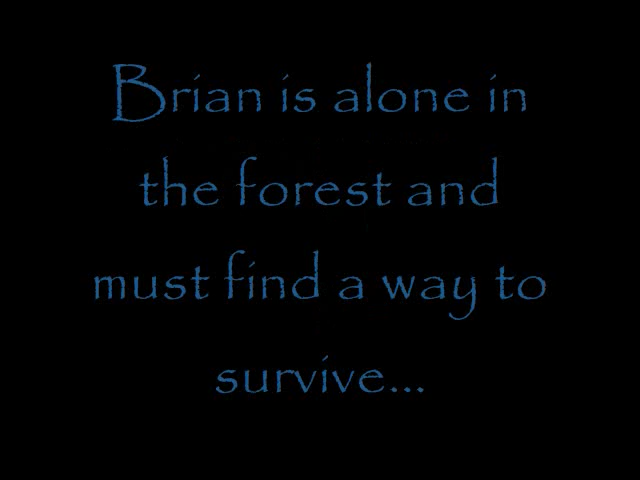 Brian is alone in
the forest and
must find a way to
survive...